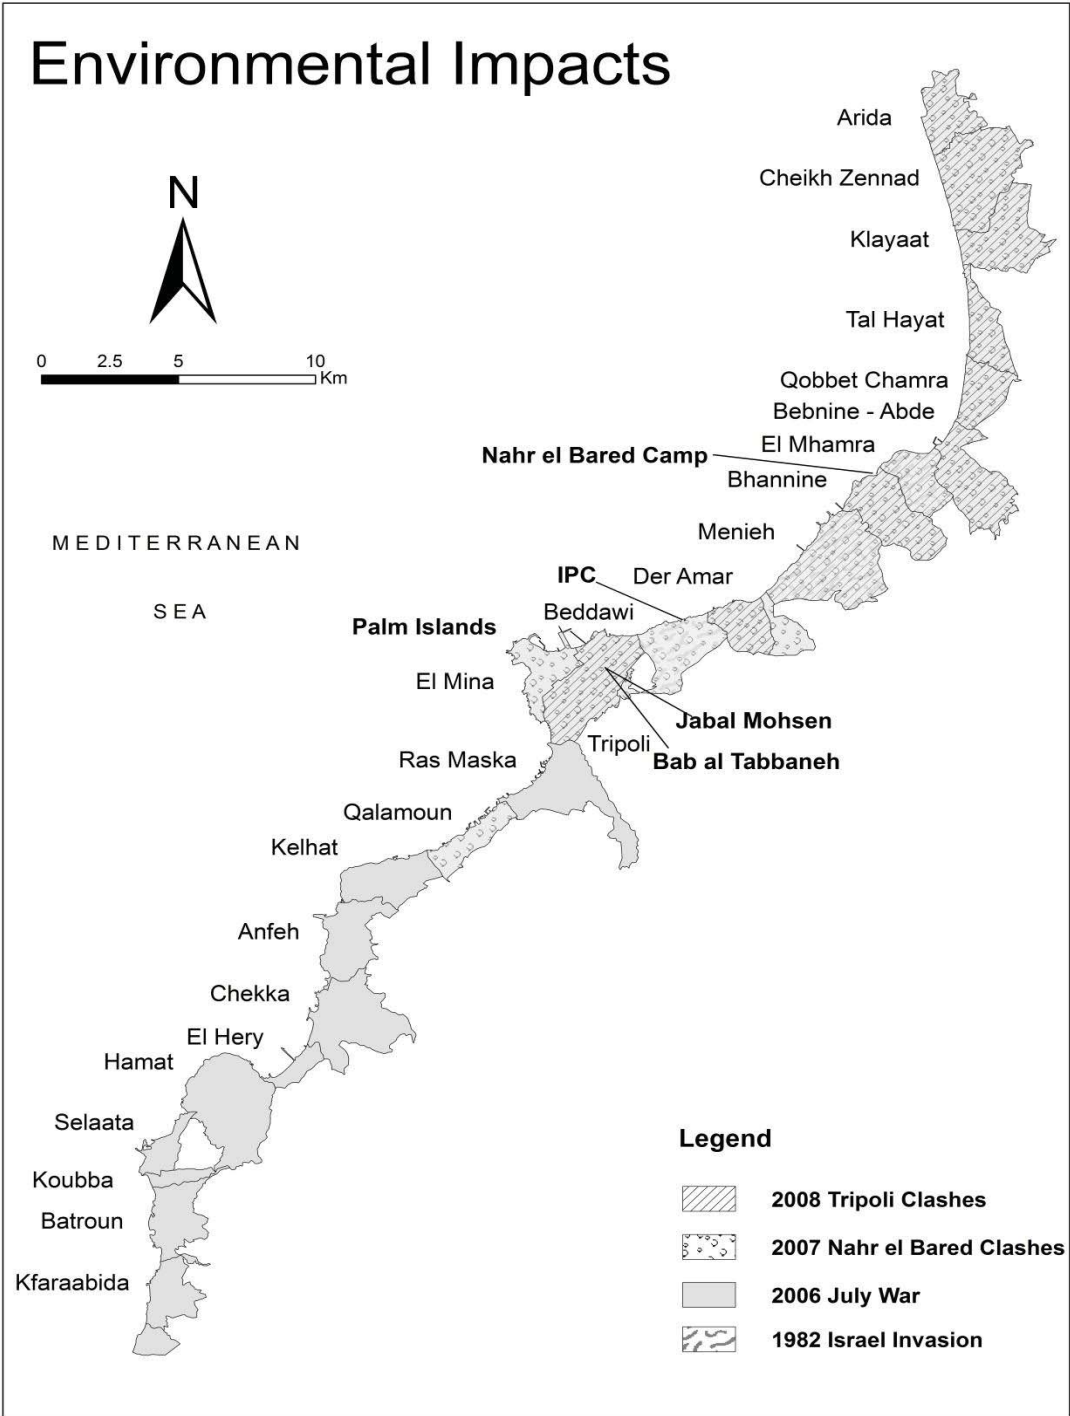 Environmental Impacts
N
0 2.5 5 10
Km
Arida
Cheikh Zennad
Klayaat
Tal Hayat
Qobbet Chamra
Bebnine - Abde
El Mhamra
Nahr el Bared Camp
Bhannine
Menieh
MEDITERRANEAN
SEA
IPC
Der Amar
Beddawi
Palm Islands
El Mina
Jabal Mohsen
Tripoli
Bab al Tabbaneh
Ras Maska
Qalamoun
Kelhat
Anfeh
Chekka
El Hery
Hamat
Selaata
Koubba
Batroun
Kfaraabida
Legend
2008 Tripoli Clashes
2007 Nahr el Bared Clashes
2006 July War
1982 Israel Invasion